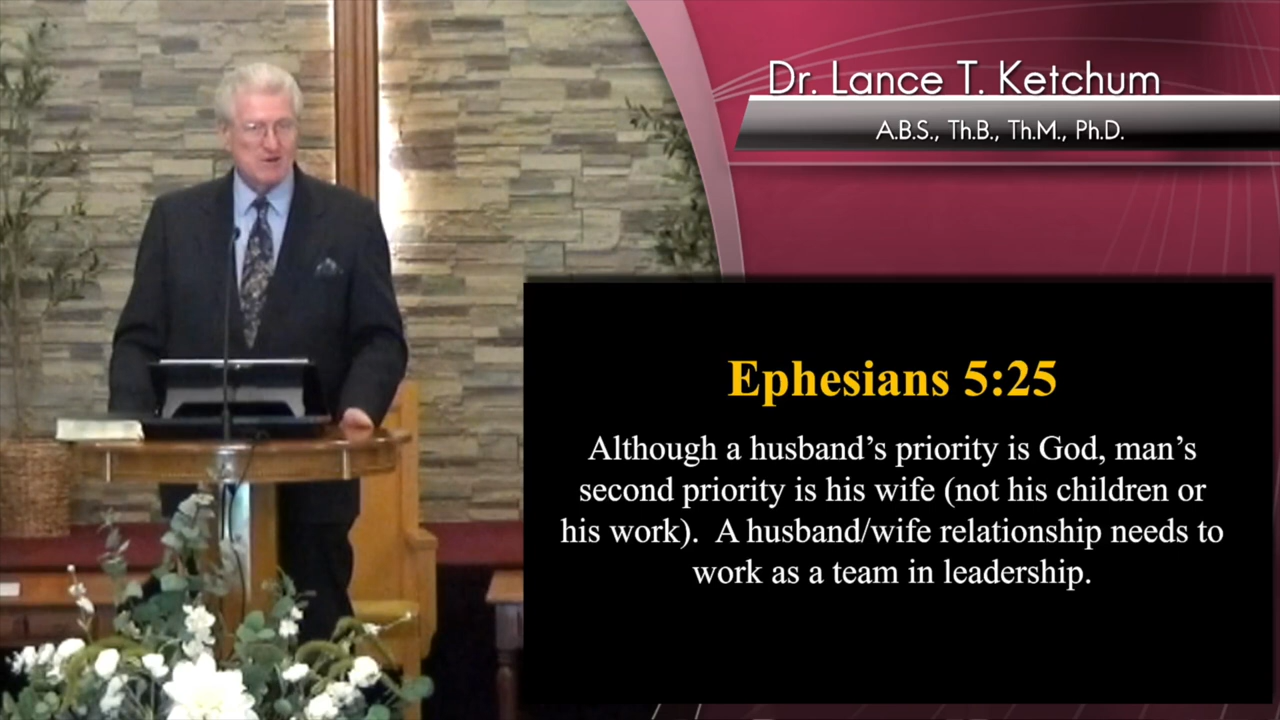 Dr. Lance T. Ketchum
A.B.S., Th.B., Th.M., Ph.D.
Ephesians 5:25
Although a husband’s priority is God, man’s
second priority is his wife (not his children or
his work).  A husband/wife relationship needs to
work as a team in leadership.